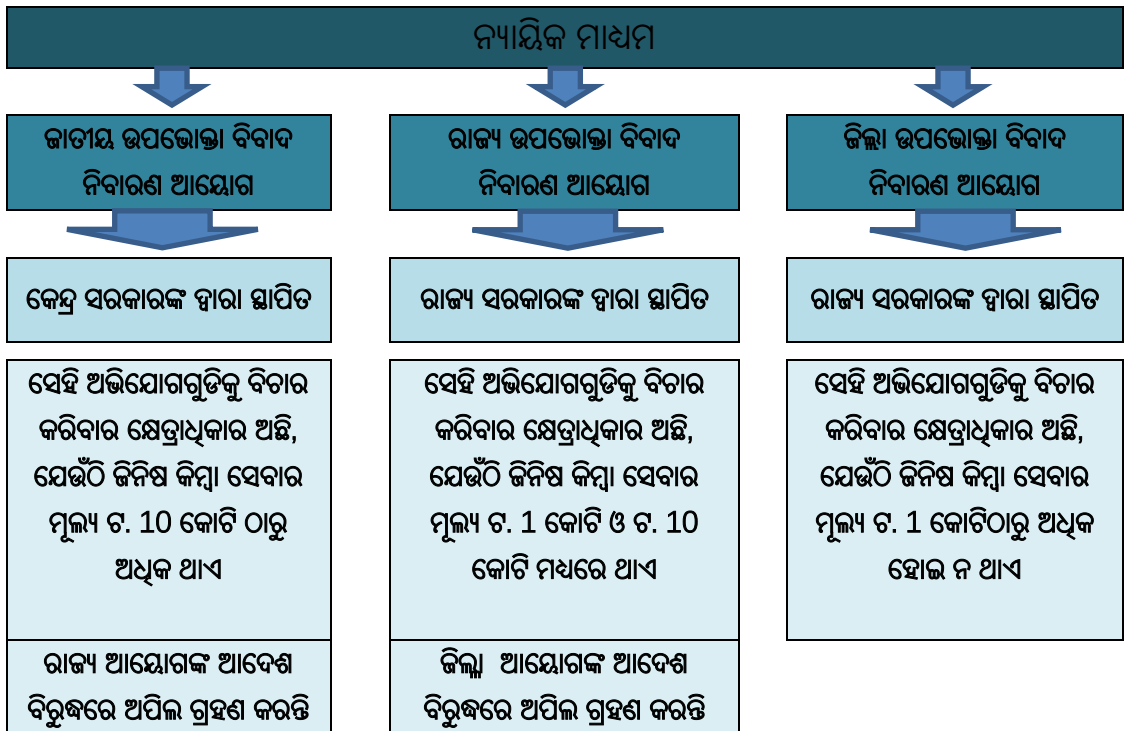 ନ୍ୟାୟିକ ମାଧ୍ୟମ
ଜାତୀୟ ଉପଭୋକ୍ତା ବିବାଦ
ନିବାରଣ ଆୟୋଗ
କେନ୍ଦ୍ର ସରକାରଙ୍କ ଦ୍ୱାରା ସ୍ଥାପିତ
ସେହି ଅଭିଯୋଗଗୁଡିକୁ ବିଚାର
କରିବାର କ୍ଷେତ୍ରାଧିକାର ଅଛି,
ଯେଉଁଠି ଜିନିଷ କିମ୍ବା ସେବାର
ମୂଲ୍ୟ ଟ. 10 କୋଟି ଠାରୁ
ଅଧିକ ଥାଏ
ରାଜ୍ୟ ଆୟୋଗଙ୍କ ଆଦେଶ
ବିରୁଦ୍ଧରେ ଅପିଲ ଗ୍ରହଣ କରନ୍ତି
ରାଜ୍ୟ ଉପଭୋକ୍ତା ବିବାଦ
ନିବାରଣ ଆୟୋଗ
ରାଜ୍ୟ ସରକାରଙ୍କ ଦ୍ୱାରା ସ୍ଥାପିତ
ସେହି ଅଭିଯୋଗଗୁଡିକୁ ବିଚାର
କରିବାର କ୍ଷେତ୍ରାଧିକାର ଅଛି,
ଯେଉଁଠି ଜିନିଷ କିମ୍ବା ସେବାର
ମୂଲ୍ୟ ଟ. 1 କୋଟି ଓ ଟ. 10
କୋଟି ମଧ୍ୟରେ ଥାଏ
ଜିଲ୍ଲା ଆୟୋଗଙ୍କ ଆଦେଶ
ବିରୁଦ୍ଧରେ ଅପିଲ ଗ୍ରହଣ କରନ୍ତି
ଜିଲ୍ଲା ଉପଭୋକ୍ତା ବିବାଦ
ନିବାରଣ ଆୟୋଗ
ରାଜ୍ୟ ସରକାରଙ୍କ ଦ୍ୱାରା ସ୍ଥାପିତ
ସେହି ଅଭିଯୋଗଗୁଡିକୁ ବିଚାର
କରିବାର କ୍ଷେତ୍ରାଧିକାର ଅଛି,
ଯେଉଁଠି ଜିନିଷ କିମ୍ବା ସେବାର
ମୂଲ୍ୟ ଟ. 1 କୋଟିଠାରୁ ଅଧିକ
ହୋଇ ନ ଥାଏ